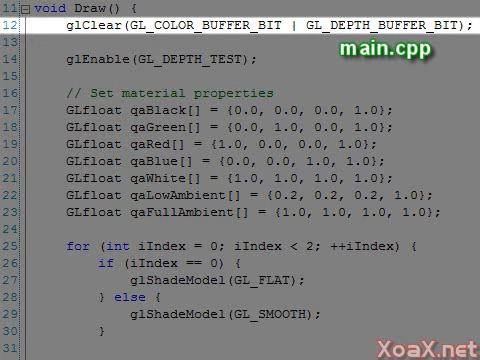 11 void Draw() {
12 glClear(GL_COLOR_BUFFER_BIT | GL_DEPTH_BUFFER_BIT);
main.cpp
13
14 glEnable(GL_DEPTH_TEST);
15
16 // Set material properties
17 GLfloat qaBlack[] = {0.0, 0.0, 0.0, 1.0};
18 GLfloat qaGreen[] = {0.0, 1.0, 0.0, 1.0};
19 GLfloat qaRed[] = {1.0, 0.0, 0.0, 1.0};
20 GLfloat qaBlue[] = {0.0, 0.0, 1.0, 1.0};
21 GLfloat qaWhite[] = {1.0, 1.0, 1.0, 1.0};
22 GLfloat qaLowAmbient[] = {0.2, 0.2, 0.2, 1.0};
23 GLfloat qaFullAmbient[] = {1.0, 1.0, 1.0, 1.0};
24
25 for (int iIndex = 0; iIndex < 2; ++iIndex) {
26 if (iIndex == 0) {
27 glShadeModel(GL_FLAT);
28 } else {
29 glShadeModel(GL_SMOOTH);
30 }
31
XoaX.net